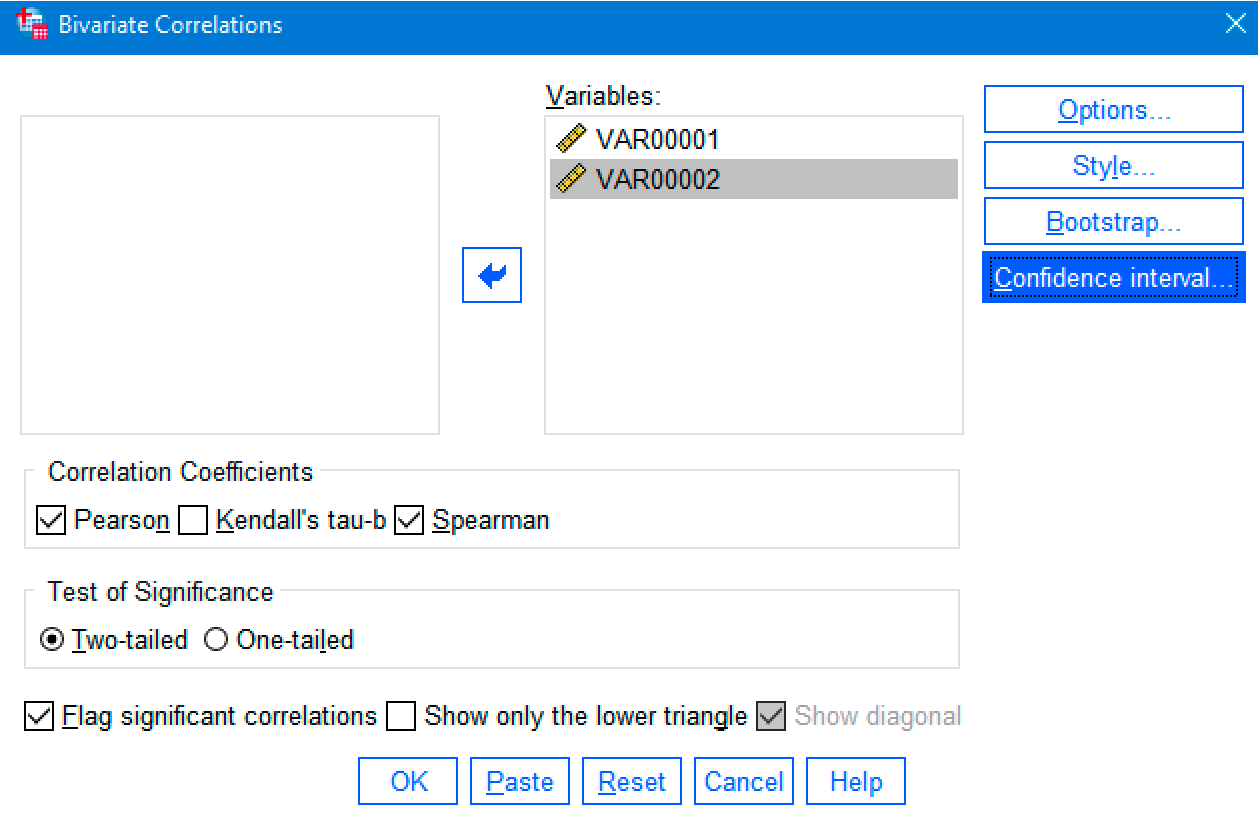 Bivariate Correlations
Variables:
VAR00001
VAR00002
Options...
Style...
Bootstrap...
Confidence interval...
Correlation Coefficients
Pearson Kendall's tau-b Spearman
Test of Significance
Two-tailed One-tailed
Flag significant correlations Show only the lower triangle Show diagonal
OK Paste Reset Cancel Help